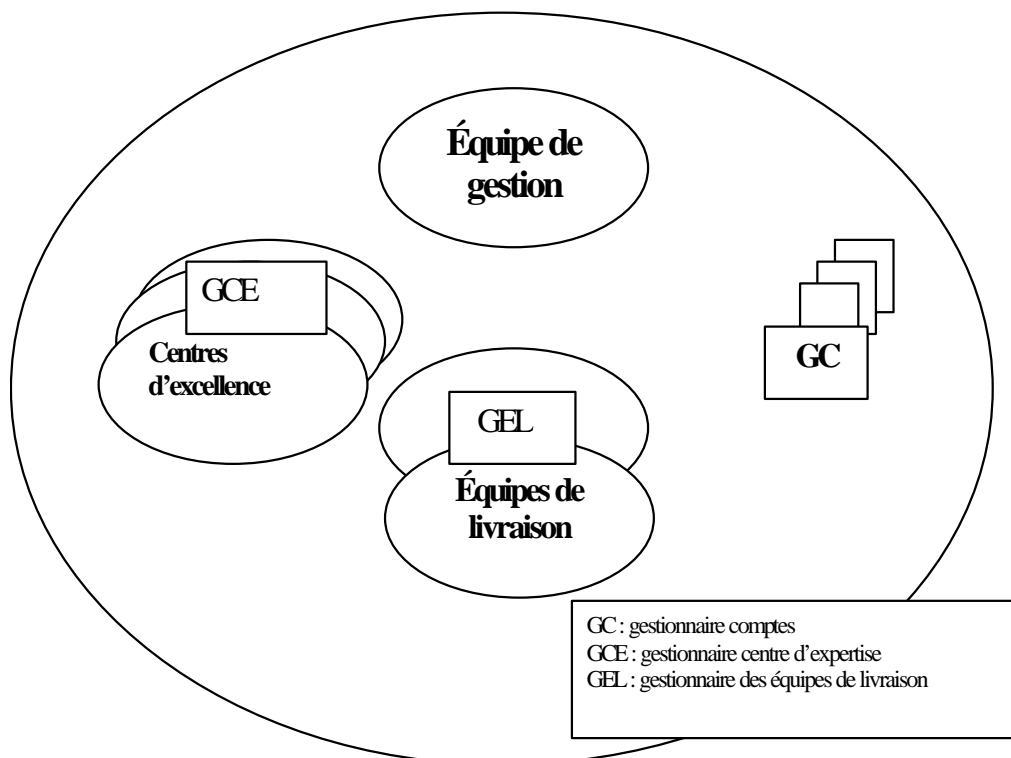 Équipe de
gestion
GCE
Centres
d’excellence
GC
GEL
Équipes de
livraison
GC : gestionnaire comptes
GCE : gestionnaire centre d’expertise
GEL : gestionnaire des équipes de livraison